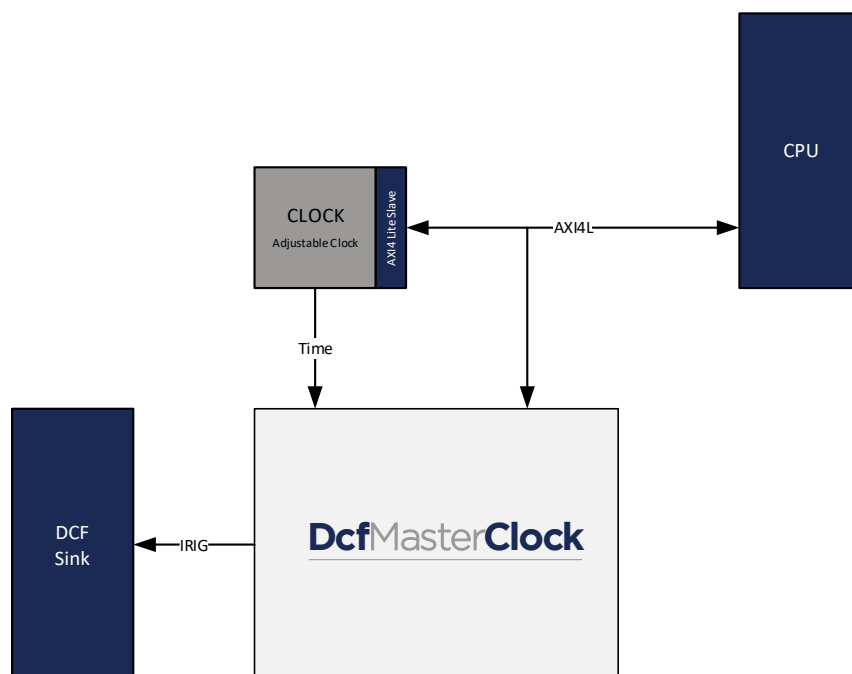 CPU
CLOCK
Adjustable Clock
AXI4 Lite Slave
AXI4L
Time
DCF
Sink
IRIG
DcfMasterClock